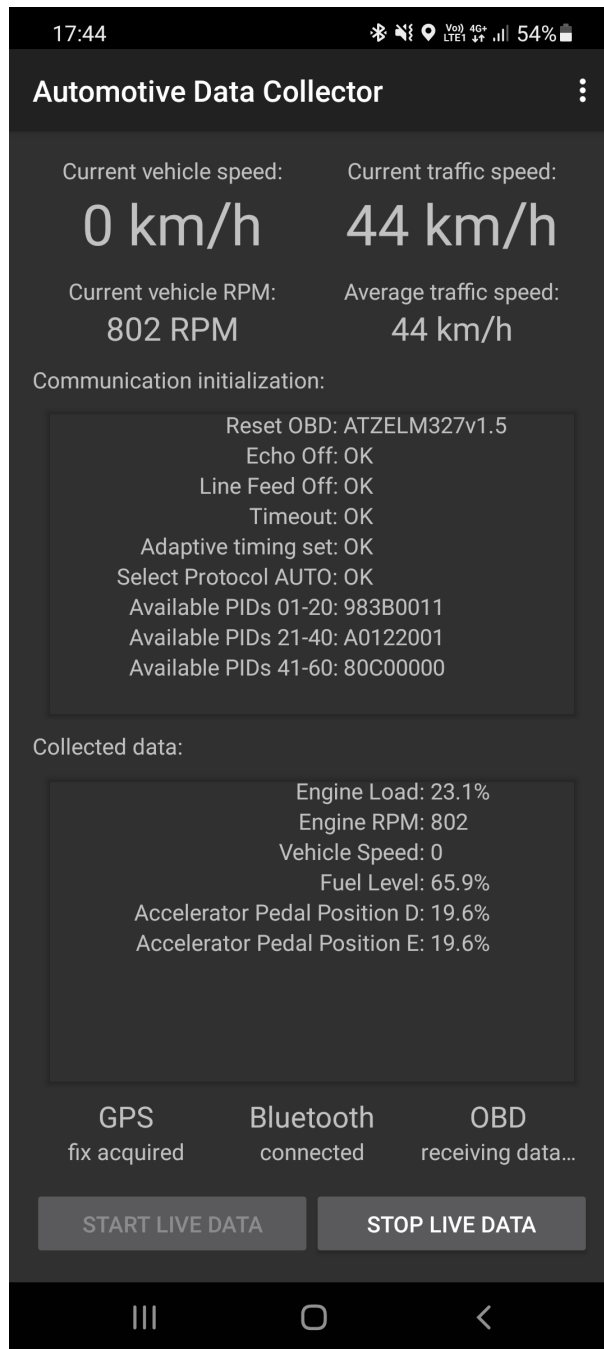 17:44 Vo)) LTE1 4G+ 54%
Automotive Data Collector
Current vehicle speed: Current traffic speed:
0 km/h 44 km/h
Current vehicle RPM: Average traffic speed:
802 RPM 44 km/h
Communication initialization:
Reset OBD: ATZELM327v1.5
Echo Off: OK
Line Feed Off: OK
Timeout: OK
Adaptive timing set: OK
Select Protocol AUTO: OK
Available PIDs 01-20: 983B0011
Available PIDs 21-40: A0122001
Available PIDs 41-60: 80C00000
Collected data:
Engine Load: 23.1%
Engine RPM: 802
Vehicle Speed: 0
Fuel Level: 65.9%
Accelerator Pedal Position D: 19.6%
Accelerator Pedal Position E: 19.6%
GPS Bluetooth OBD
fix acquired connected receiving data...
START LIVE DATA STOP LIVE DATA